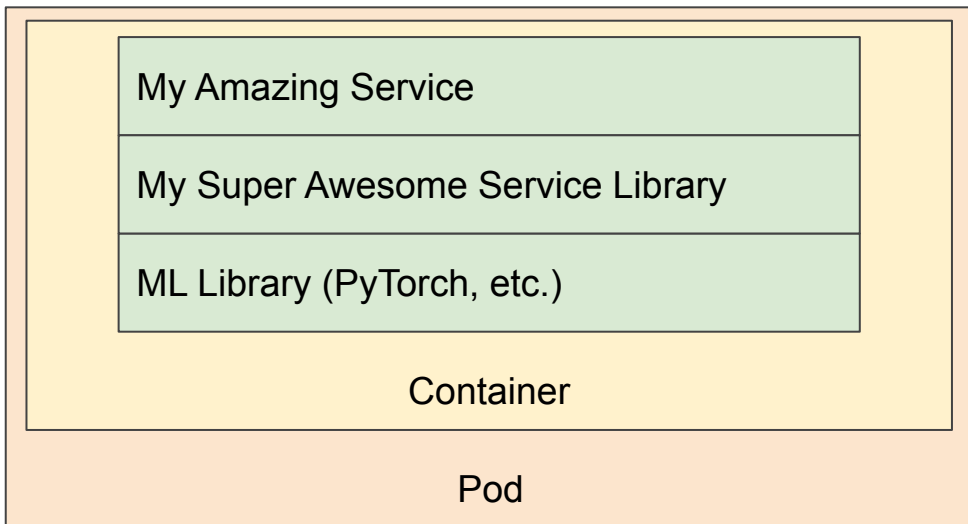 My Amazing Service
My Super Awesome Service Library
ML Library (PyTorch, etc.)
Container
Pod